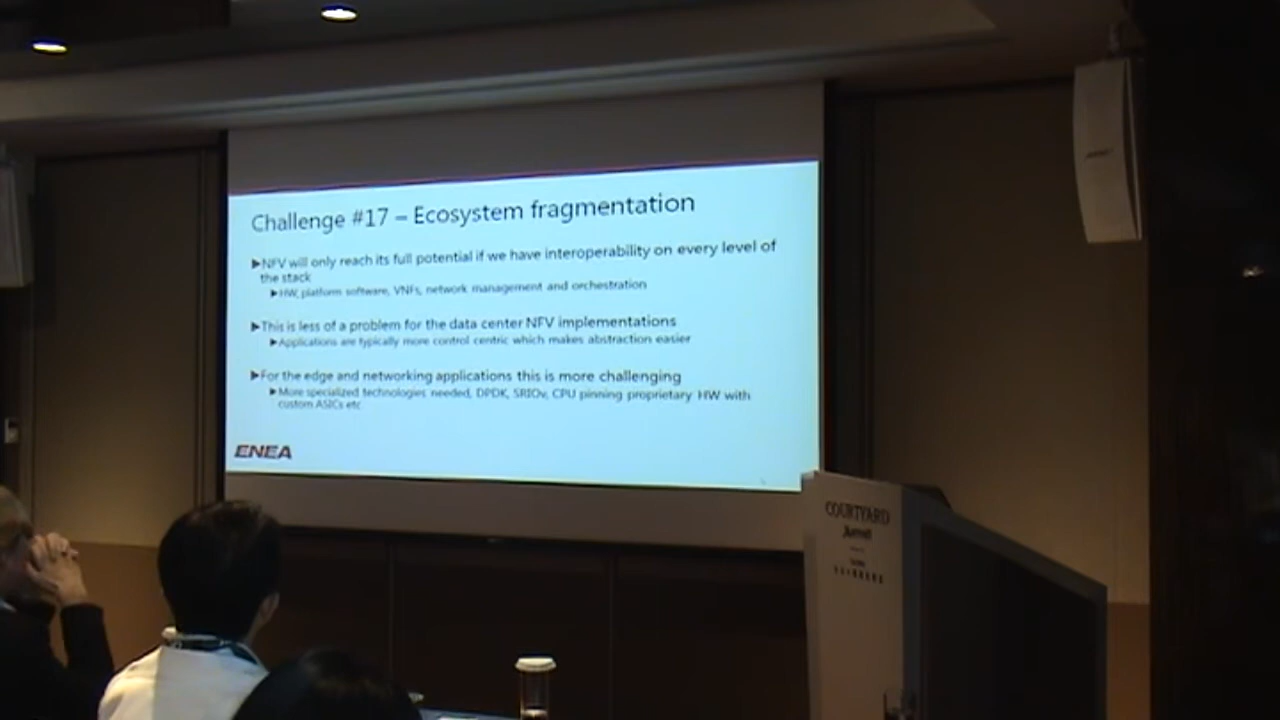 Challenge #17 – Ecosystem fragmentation
▶NFV will only reach its full potential if we have interoperability on every level of
the stack
▶HW, platform software, VNFs, network management and orchestration
▶This is less of a problem for the data center NFV implementations
▶Applications are typically more control centric which makes abstraction easier
▶For the edge and networking applications this is more challenging
▶More specialized technologies needed, DPDK, SRIOv, CPU pinning proprietary HW with
custom ASICs etc
ENEA
COURTYARD
Marriott